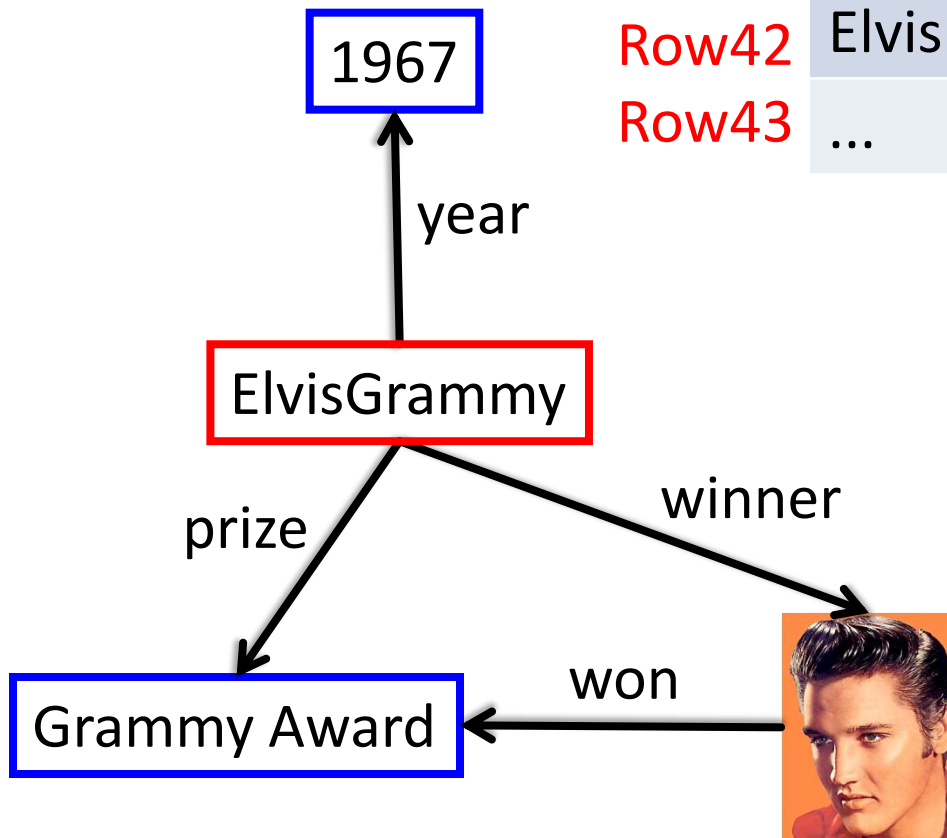 1967
Row42 Elvis
Row43 ...
year
ElvisGrammy
winner
prize
won
Grammy Award